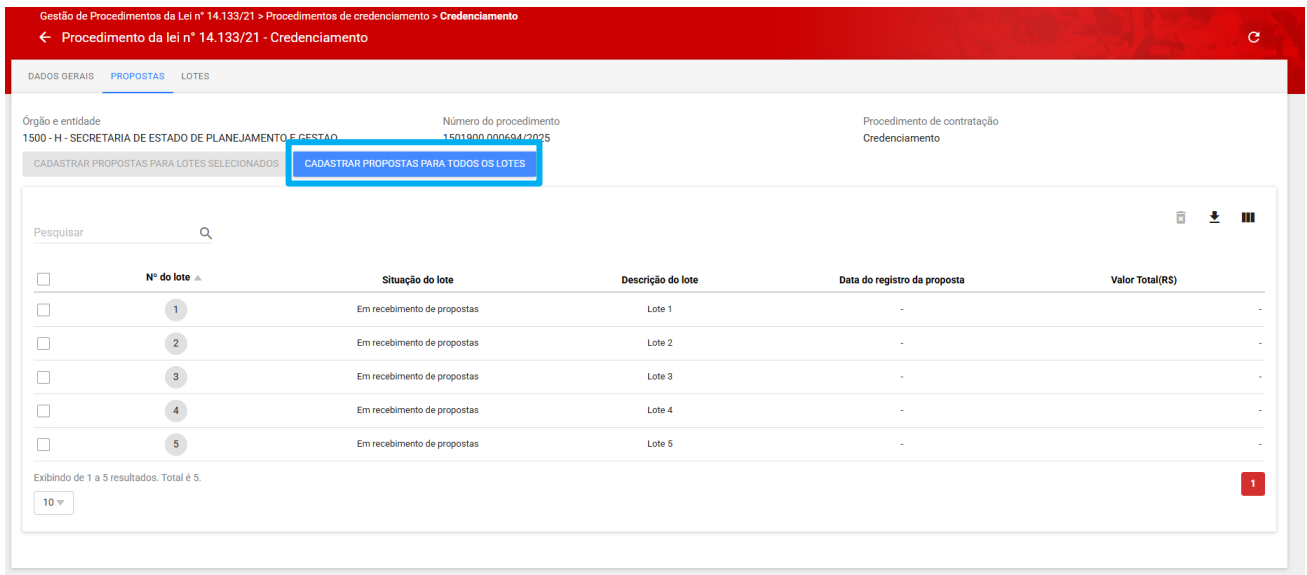 Gestão de Procedimentos da Lei n° 14.133/21 > Procedimentos de credenciamento > Credenciamento
Procedimento da lei n° 14.133/21 - Credenciamento
DADOS GERAIS PROPOSTAS LOTES
Órgão e entidade Número do procedimento Procedimento de contratação
1500 - H - SECRETARIA DE ESTADO DE PLANEJAMENTO E GESTAO 1501900 000694/2025 Credenciamento
CADASTRAR PROPOSTAS PARA LOTES SELECIONADOS CADASTRAR PROPOSTAS PARA TODOS OS LOTES
Pesquisar
Nº do lote Situação do lote Descrição do lote Data do registro da proposta Valor Total(R$)
1 Em recebimento de propostas Lote 1 - -
2 Em recebimento de propostas Lote 2 - -
3 Em recebimento de propostas Lote 3 - -
4 Em recebimento de propostas Lote 4 - -
5 Em recebimento de propostas Lote 5 - -
Exibindo de 1 a 5 resultados. Total é 5.
1
10